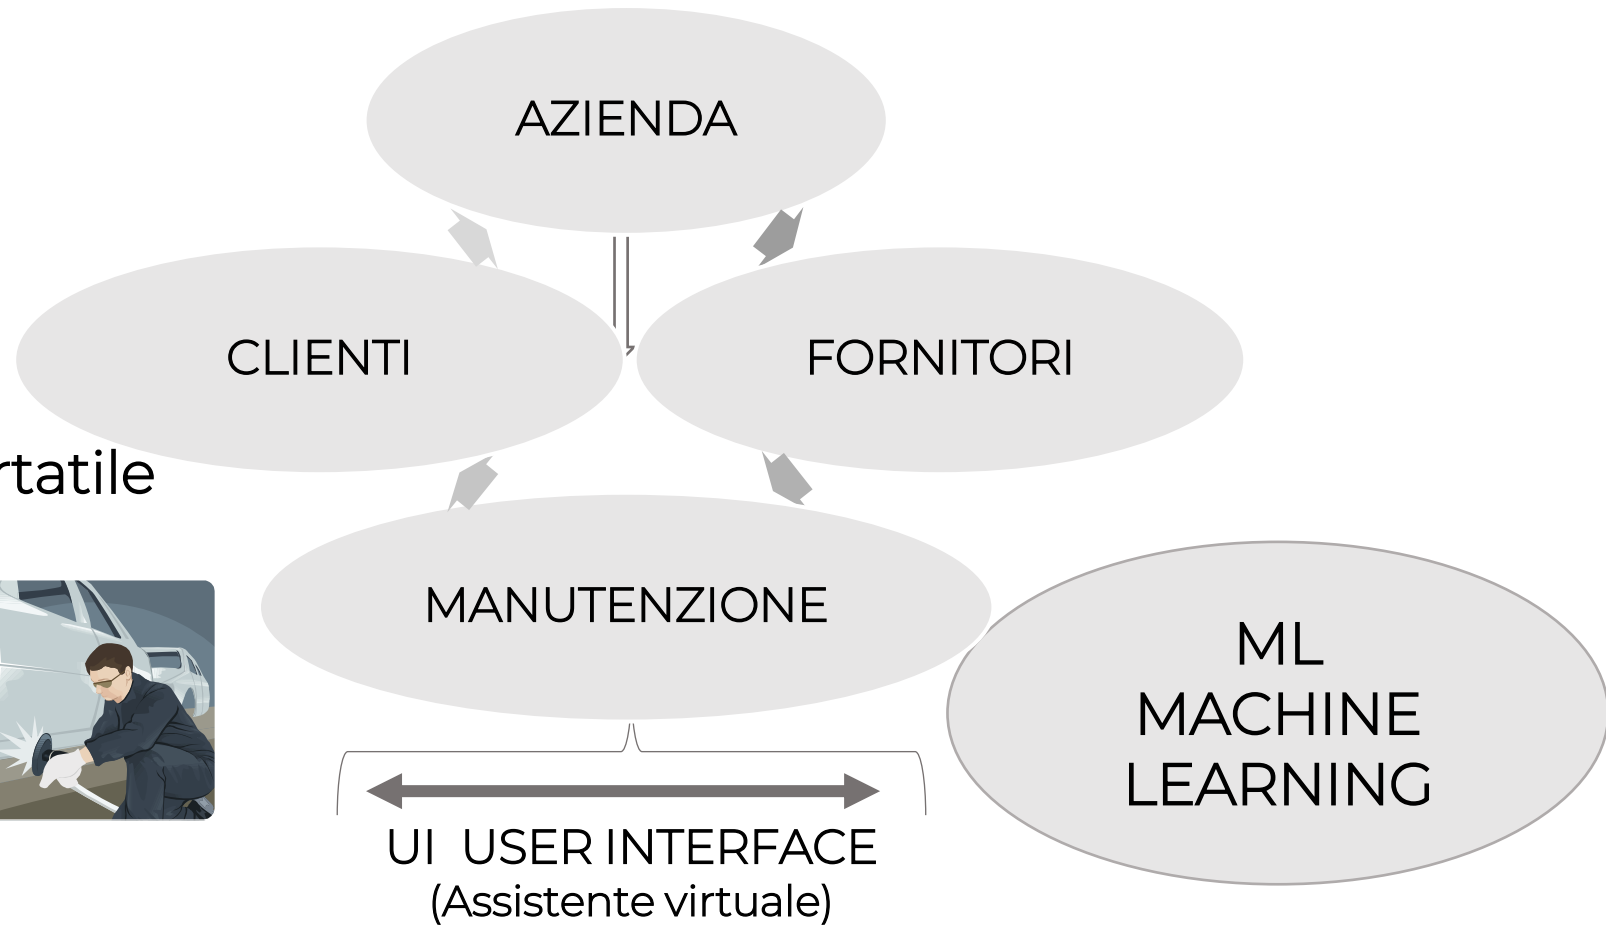 AZIENDA
CLIENTI
FORNITORI
rtatile
MANUTENZIONE
ML
MACHINE
LEARNING
UI USER INTERFACE
(Assistente virtuale)